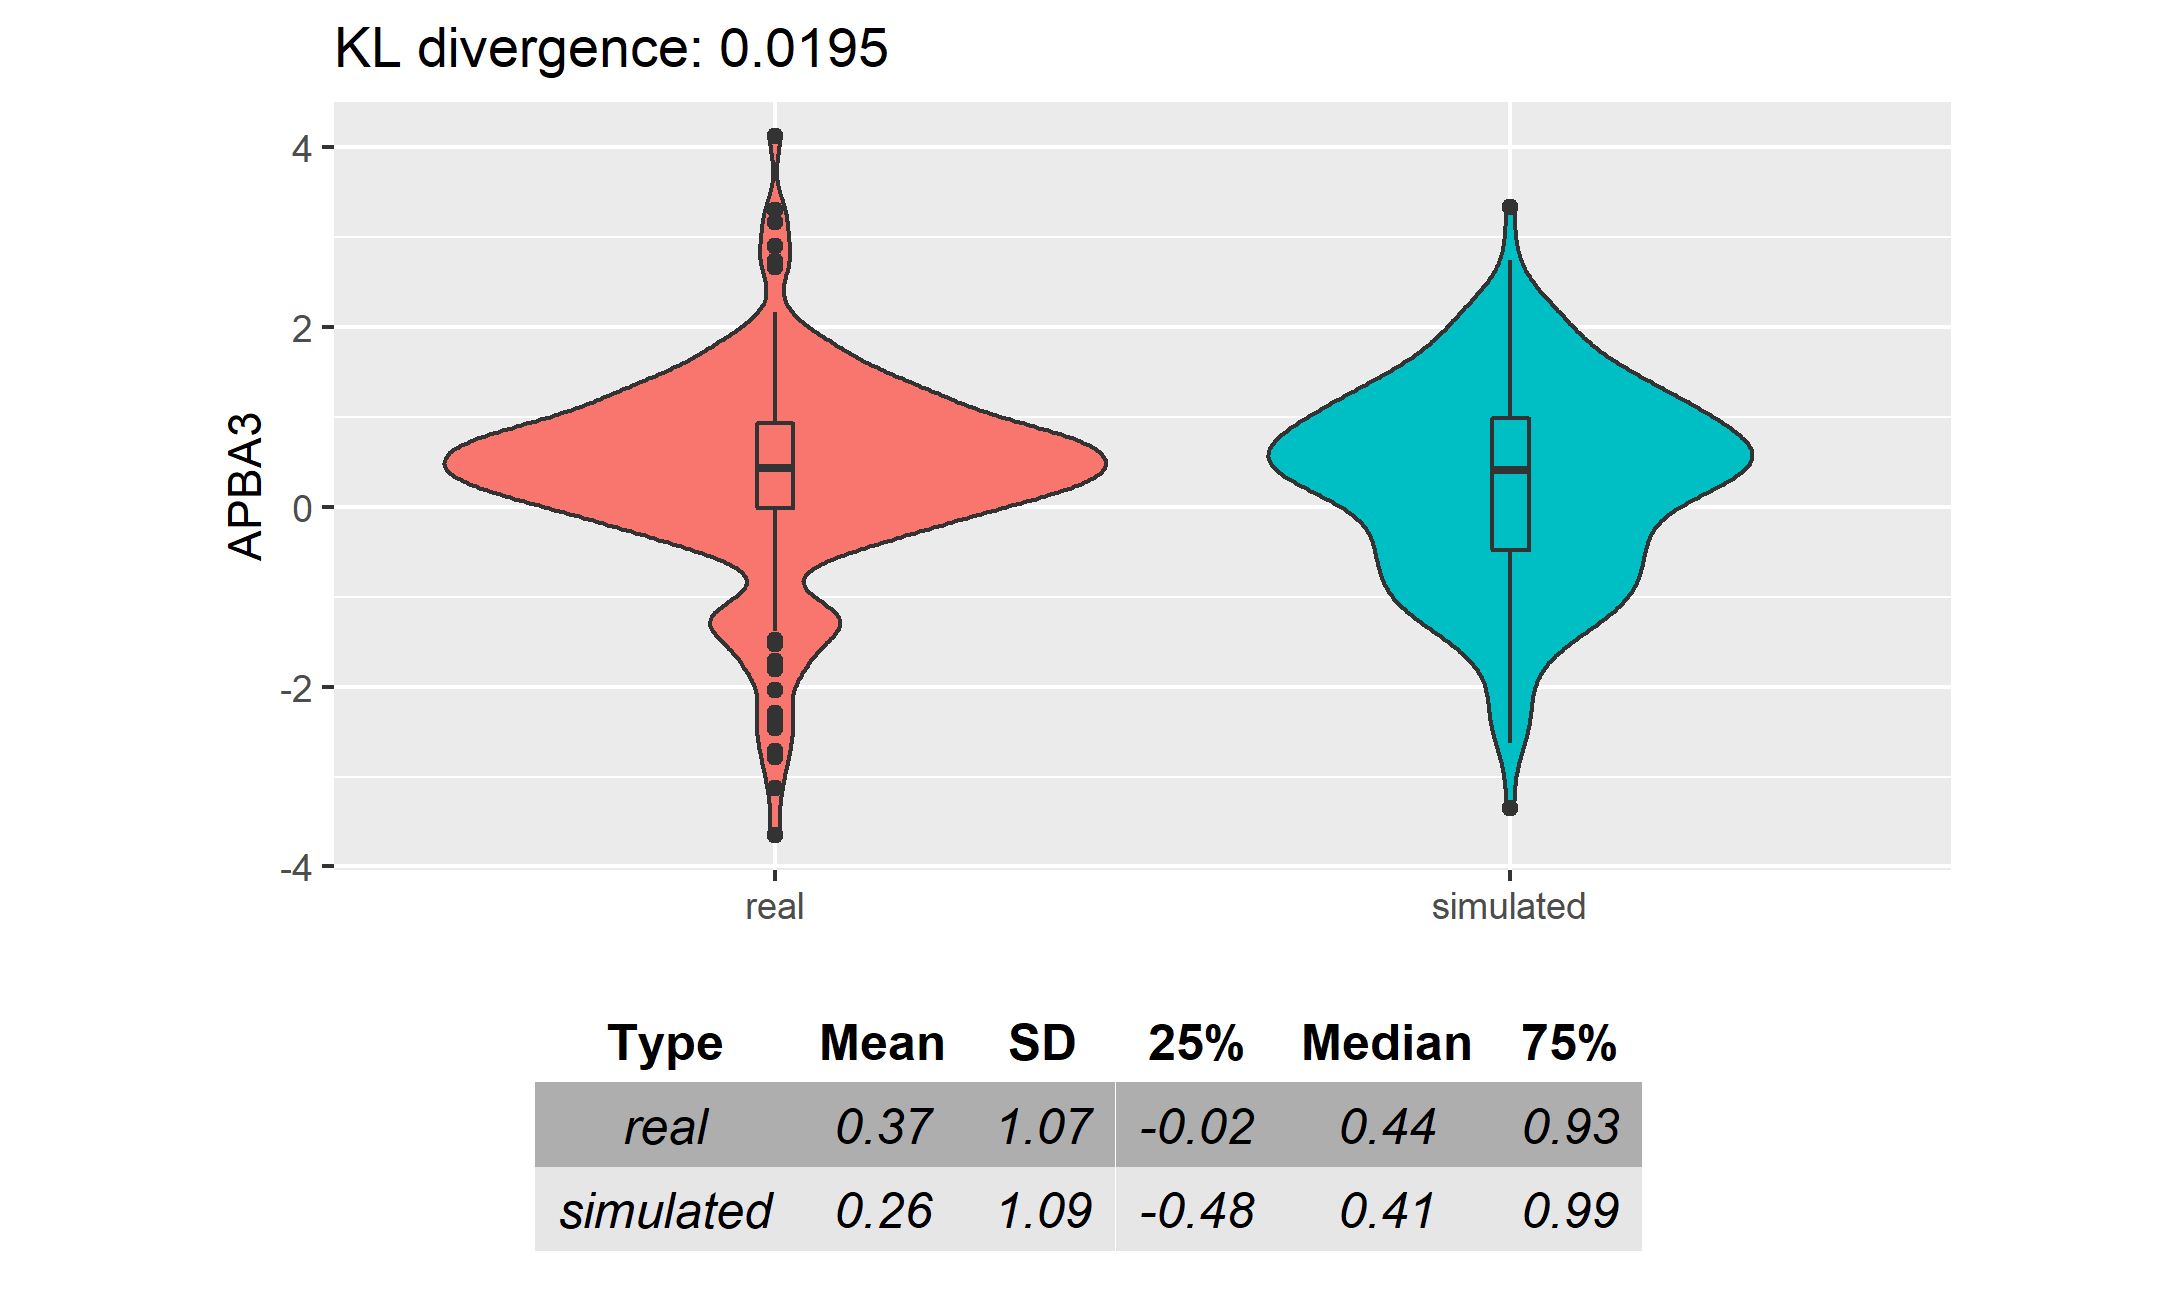 KL divergence: 0.0195
APBA3
4
2
0
-2
-4
real simulated
Type Mean SD 25% Median 75%
real 0.37 1.07 -0.02 0.44 0.93
simulated 0.26 1.09 -0.48 0.41 0.99